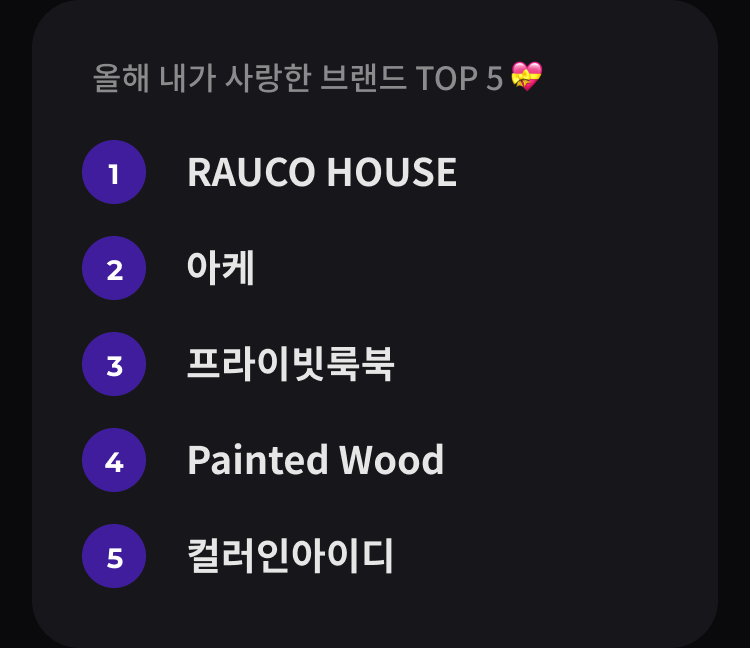 올해 내가 사랑한 브랜드 TOP 5 💝
1 RAUCO HOUSE
2 아케
3 프라이빗룩북
4 Painted Wood
5 컬러인아이디